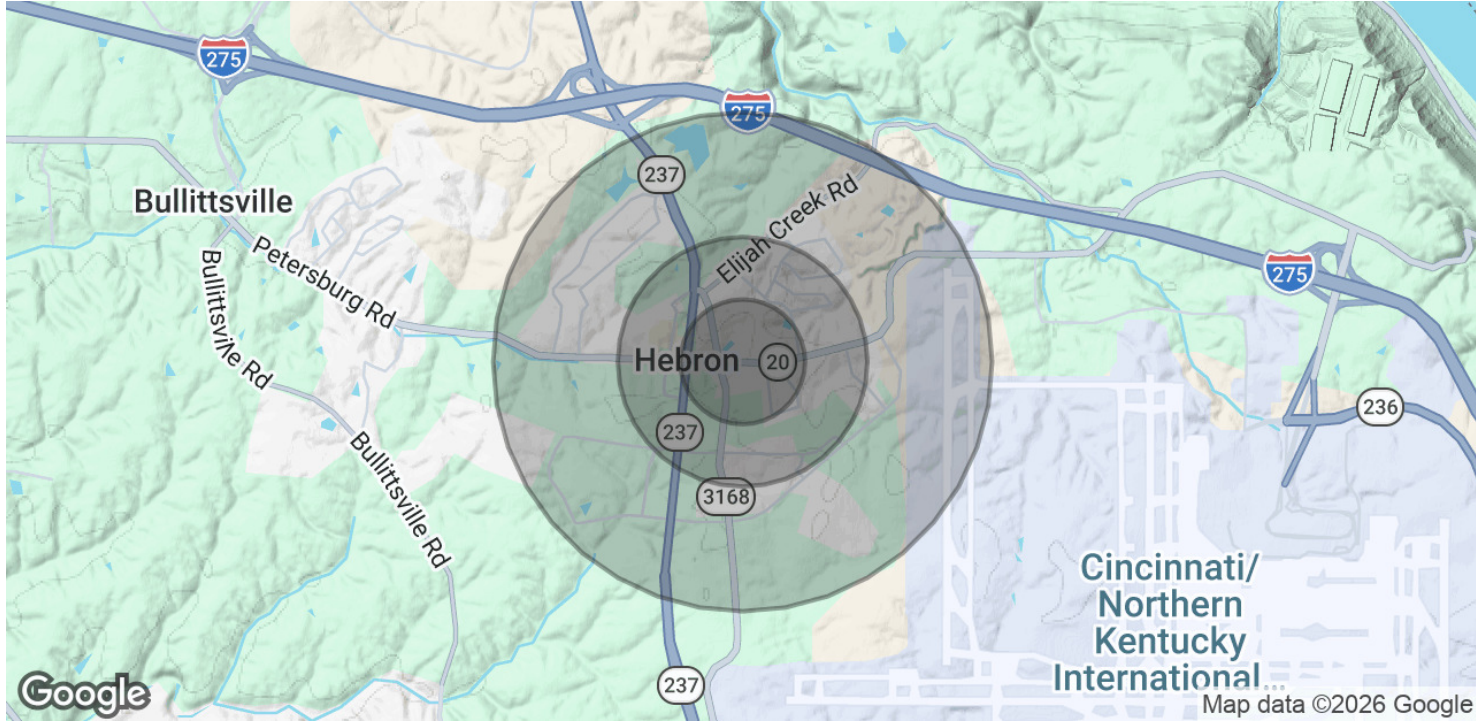 275
275
237
Elijah Creek Rd
Bullittsville
Petersburg Rd
Bullittsville Rd
275
Hebron
20
237
236
Bullittsville Rd
3168
Cincinnati/
Northern
Kentucky
International...
237
Google
Map data ©2026 Google